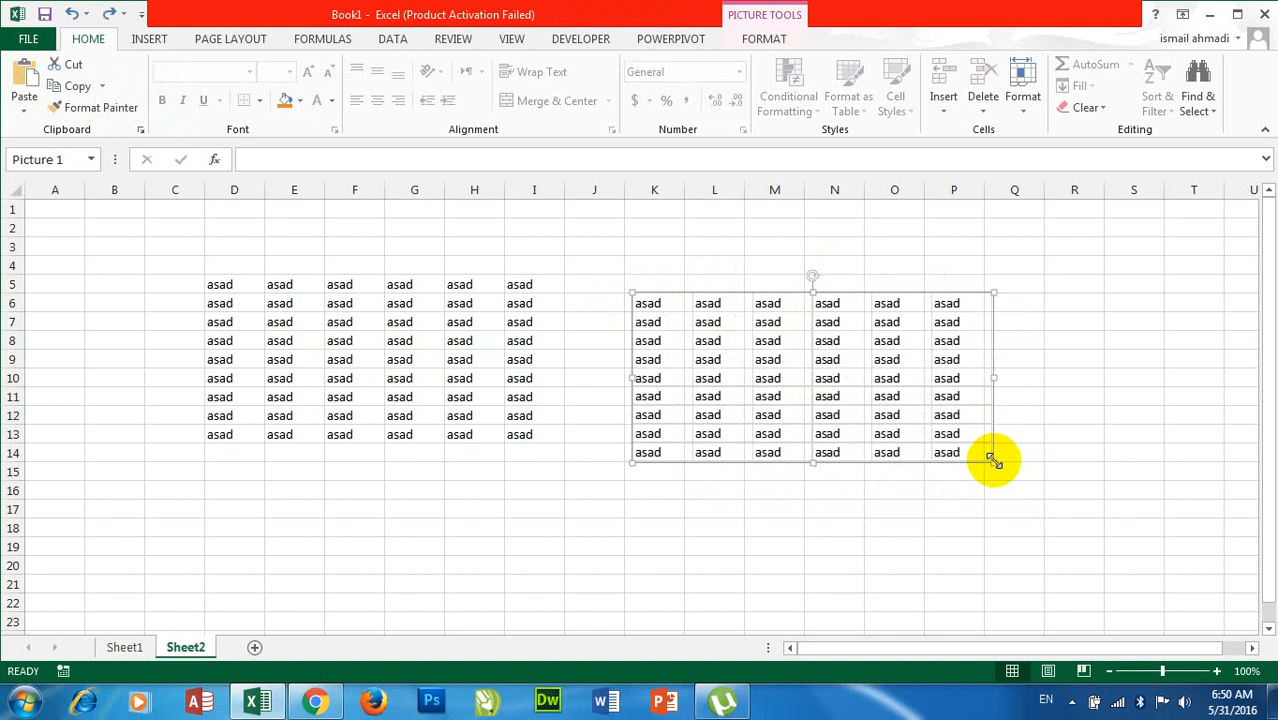 Book1 - Excel (Product Activation Failed)
PICTURE TOOLS
?
FILE HOME INSERT PAGE LAYOUT FORMULAS DATA REVIEW VIEW DEVELOPER POWERPIVOT FORMAT ismail ahmadi
Paste
Cut
Copy
Format Painter
Clipboard
B I U A
A A
Font
Wrap Text
Merge & Center
Alignment
General
$ % ,
Number
Conditional Formatting
Format as Table
Cell Styles
Styles
Insert Delete Format
Cells
AutoSum
Fill
Clear
Sort & Filter
Find & Select
Editing
Picture 1 fx
A B C D E F G H I J K L M N O P Q R S T U
1
2
3
4
5 asad asad asad asad asad asad
6 asad asad asad asad asad asad asad asad asad asad asad asad
7 asad asad asad asad asad asad asad asad asad asad asad asad
8 asad asad asad asad asad asad asad asad asad asad asad asad
9 asad asad asad asad asad asad asad asad asad asad asad asad
10 asad asad asad asad asad asad asad asad asad asad asad asad
11 asad asad asad asad asad asad asad asad asad asad asad asad
12 asad asad asad asad asad asad asad asad asad asad asad asad
13 asad asad asad asad asad asad asad asad asad asad asad asad
14 asad asad asad asad asad asad
15
16
17
18
19
20
21
22
23
Sheet1 Sheet2
READY 100%
A Ps Dw W P EN 6:50 AM
5/31/2016